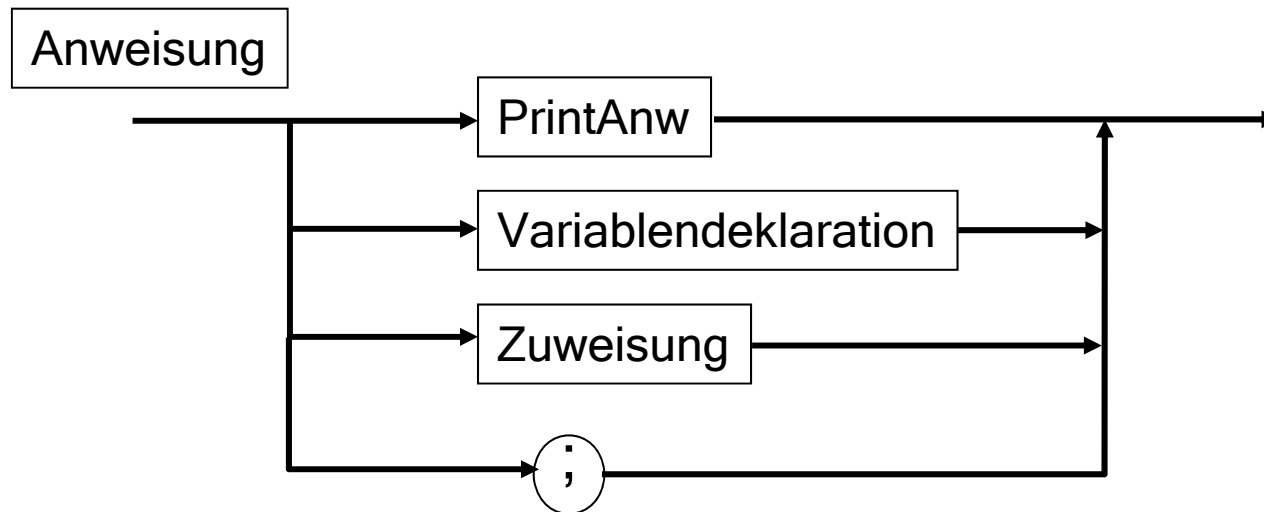 Anweisung
PrintAnw
Variablendeklaration
Zuweisung
;